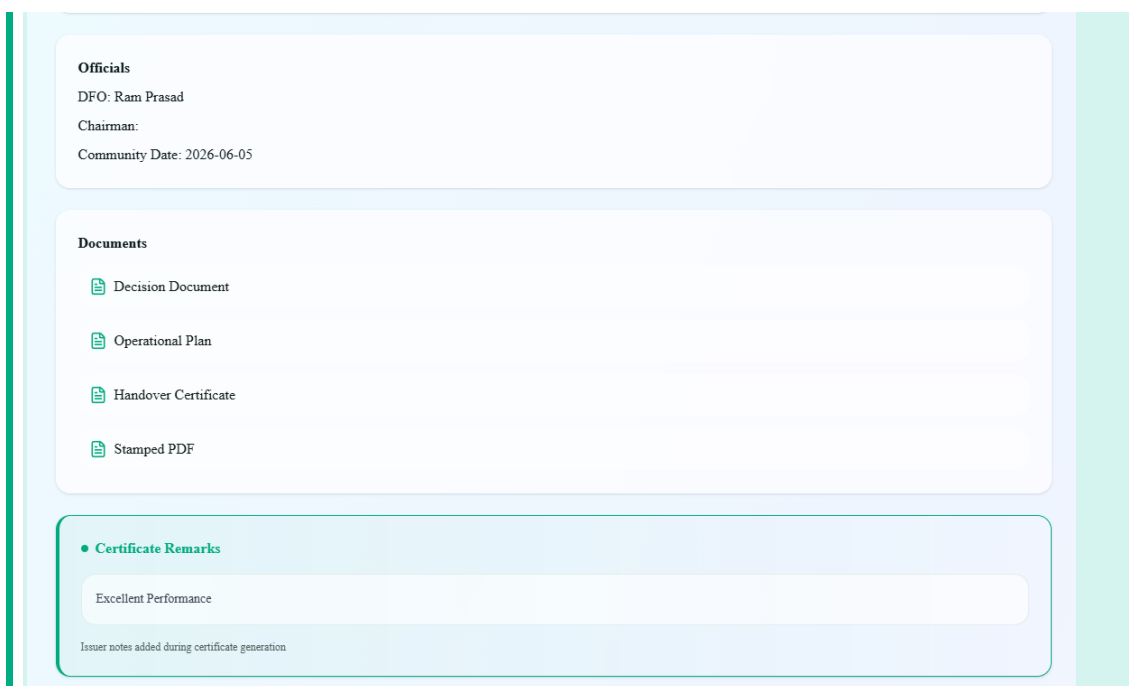 Officials
DFO: Ram Prasad
Chairman:
Community Date: 2026-06-05
Documents
Decision Document
Operational Plan
Handover Certificate
Stamped PDF
Certificate Remarks
Excellent Performance
Issuer notes added during certificate generation